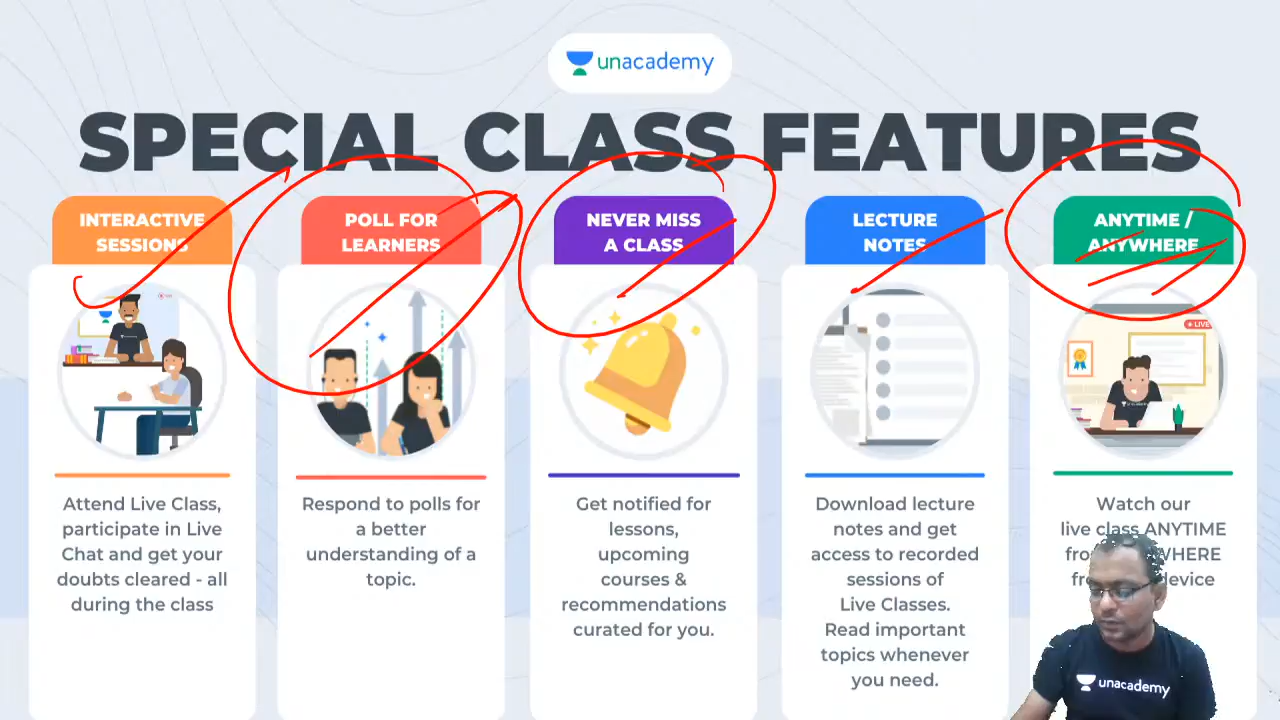 unacademy
SPECIAL CLASS FEATURES
INTERACTIVE
SESSIONS
Attend Live Class,
participate in Live
Chat and get your
doubts cleared - all
during the class
POLL FOR
LEARNERS
Respond to polls for
a better
understanding of a
topic.
NEVER MISS
A CLASS
Get notified for
lessons,
upcoming
courses &
recommendations
curated for you.
LECTURE
NOTES
Download lecture
notes and get
access to recorded
sessions of
Live Classes.
Read important
topics whenever
you need.
ANYTIME /
ANYWHERE
LIVE
Watch our
live class ANYTIME
unacademy